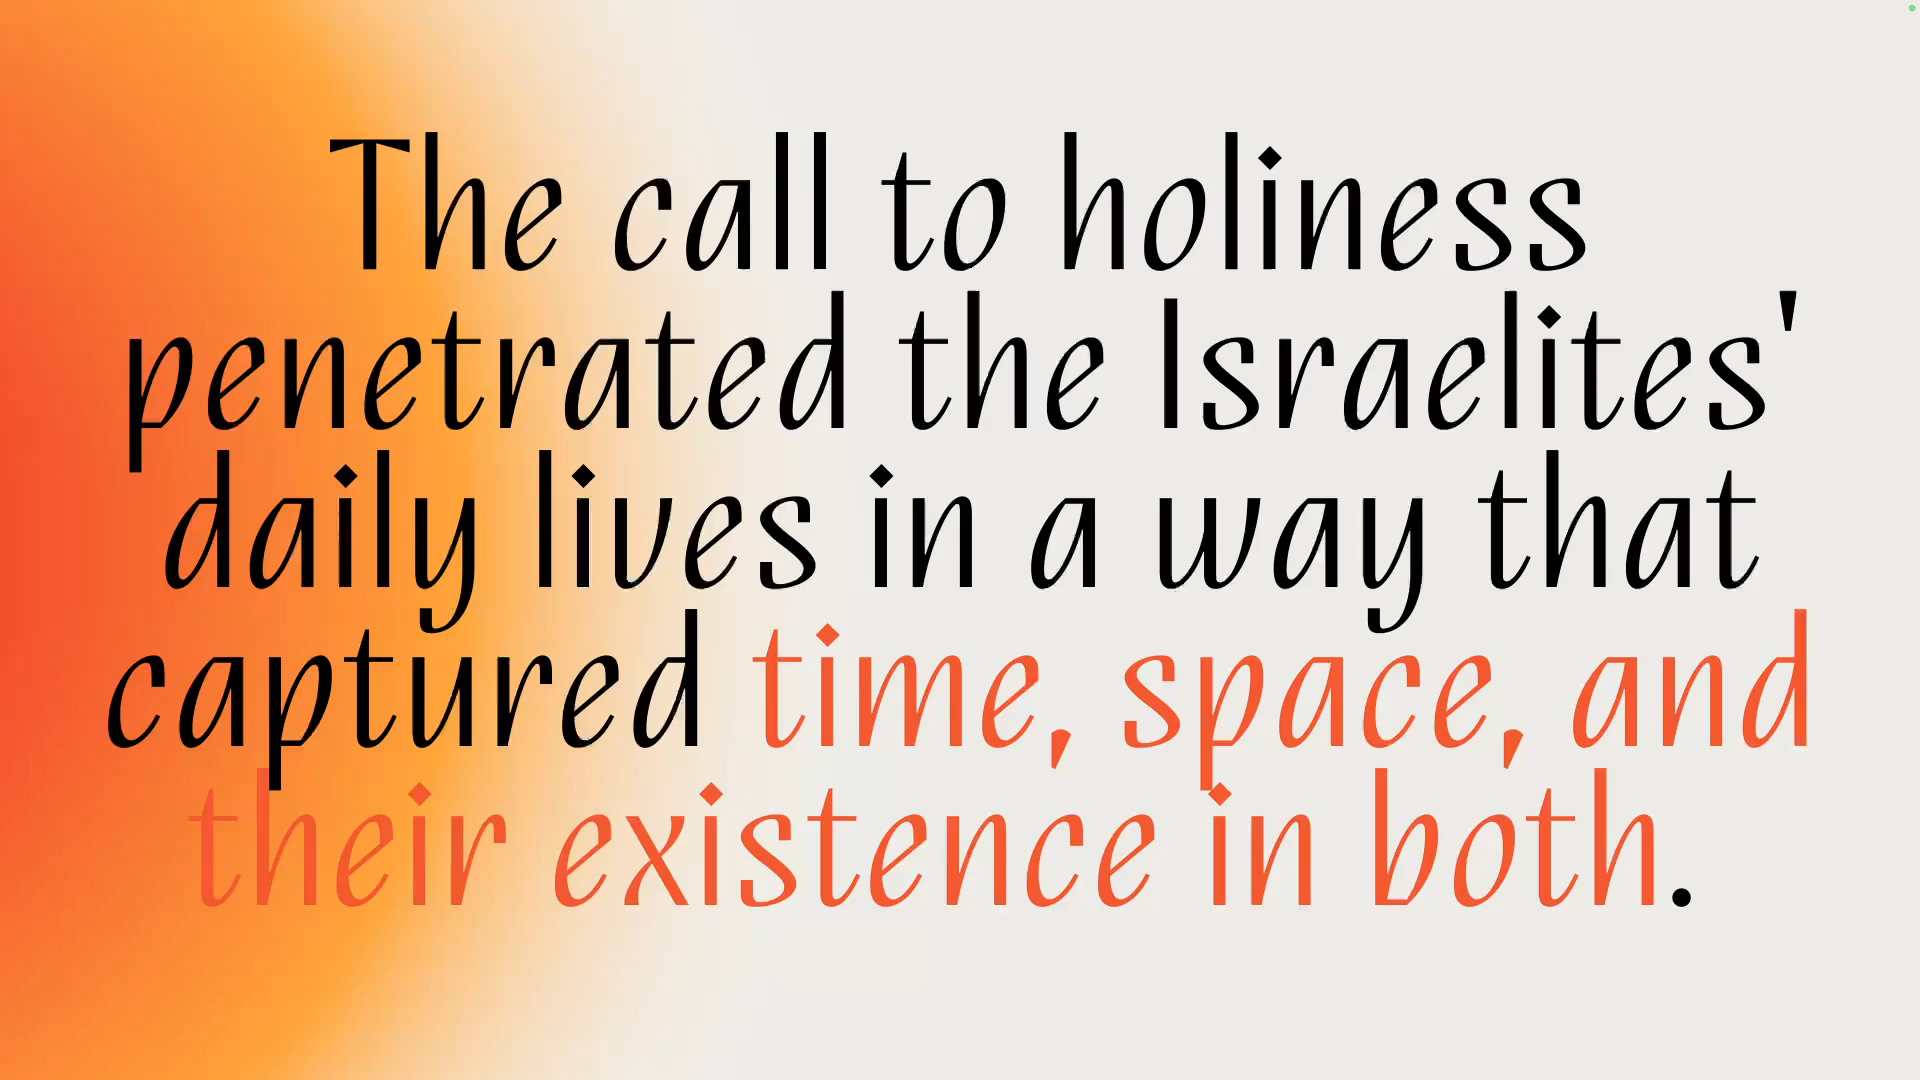 The call to holiness
penetrated the Israelites'
daily lives in a way that
captured time, space, and
their existence in both.